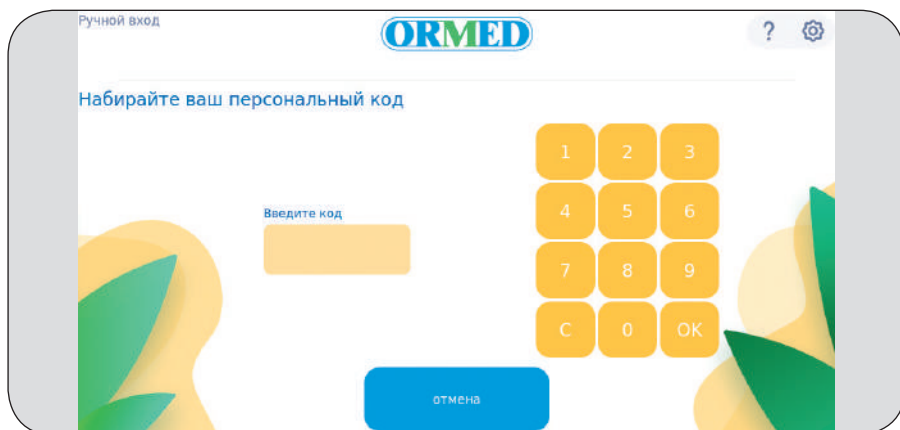 Ручной вход
ORMED
?
Набирайте ваш персональный код
1 2 3
Введите код
4 5 6
7 8 9
C 0 OK
отмена